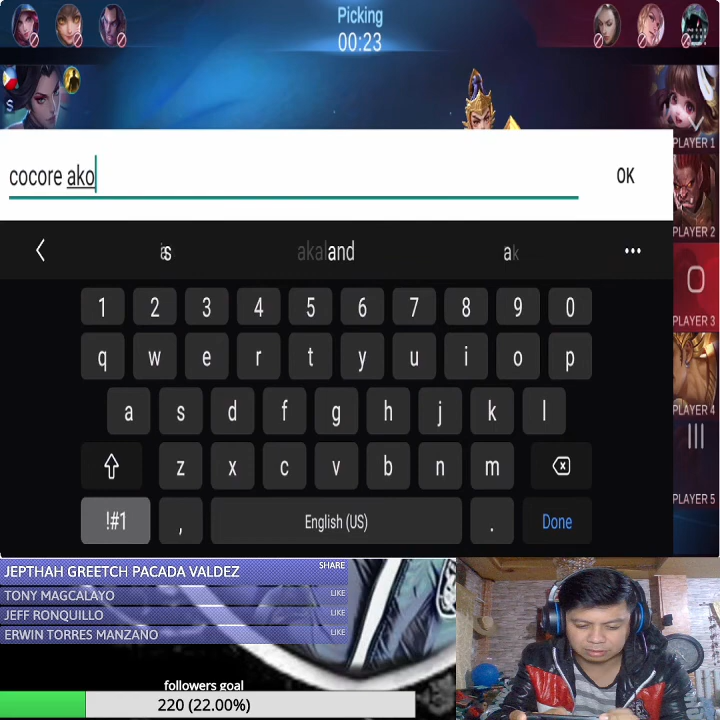 Picking
00:23
S
PLAYER 1
cocore ako
OK
PLAYER 2
as
and
ak
1 2 3 4 5 6 7 8 9 0
PLAYER 3
q w e r t y u i o p
a s d f g h j k l
PLAYER 4
z x c v b n m
!#1 , English (US) . Done
PLAYER 5
JEPTHAH GREETCH PACADA VALDEZ SHARE
TONY MAGCALAYO LIKE
JEFF RONQUILLO LIKE
ERWIN TORRES MANZANO LIKE
followers goal
220 (22.00%)